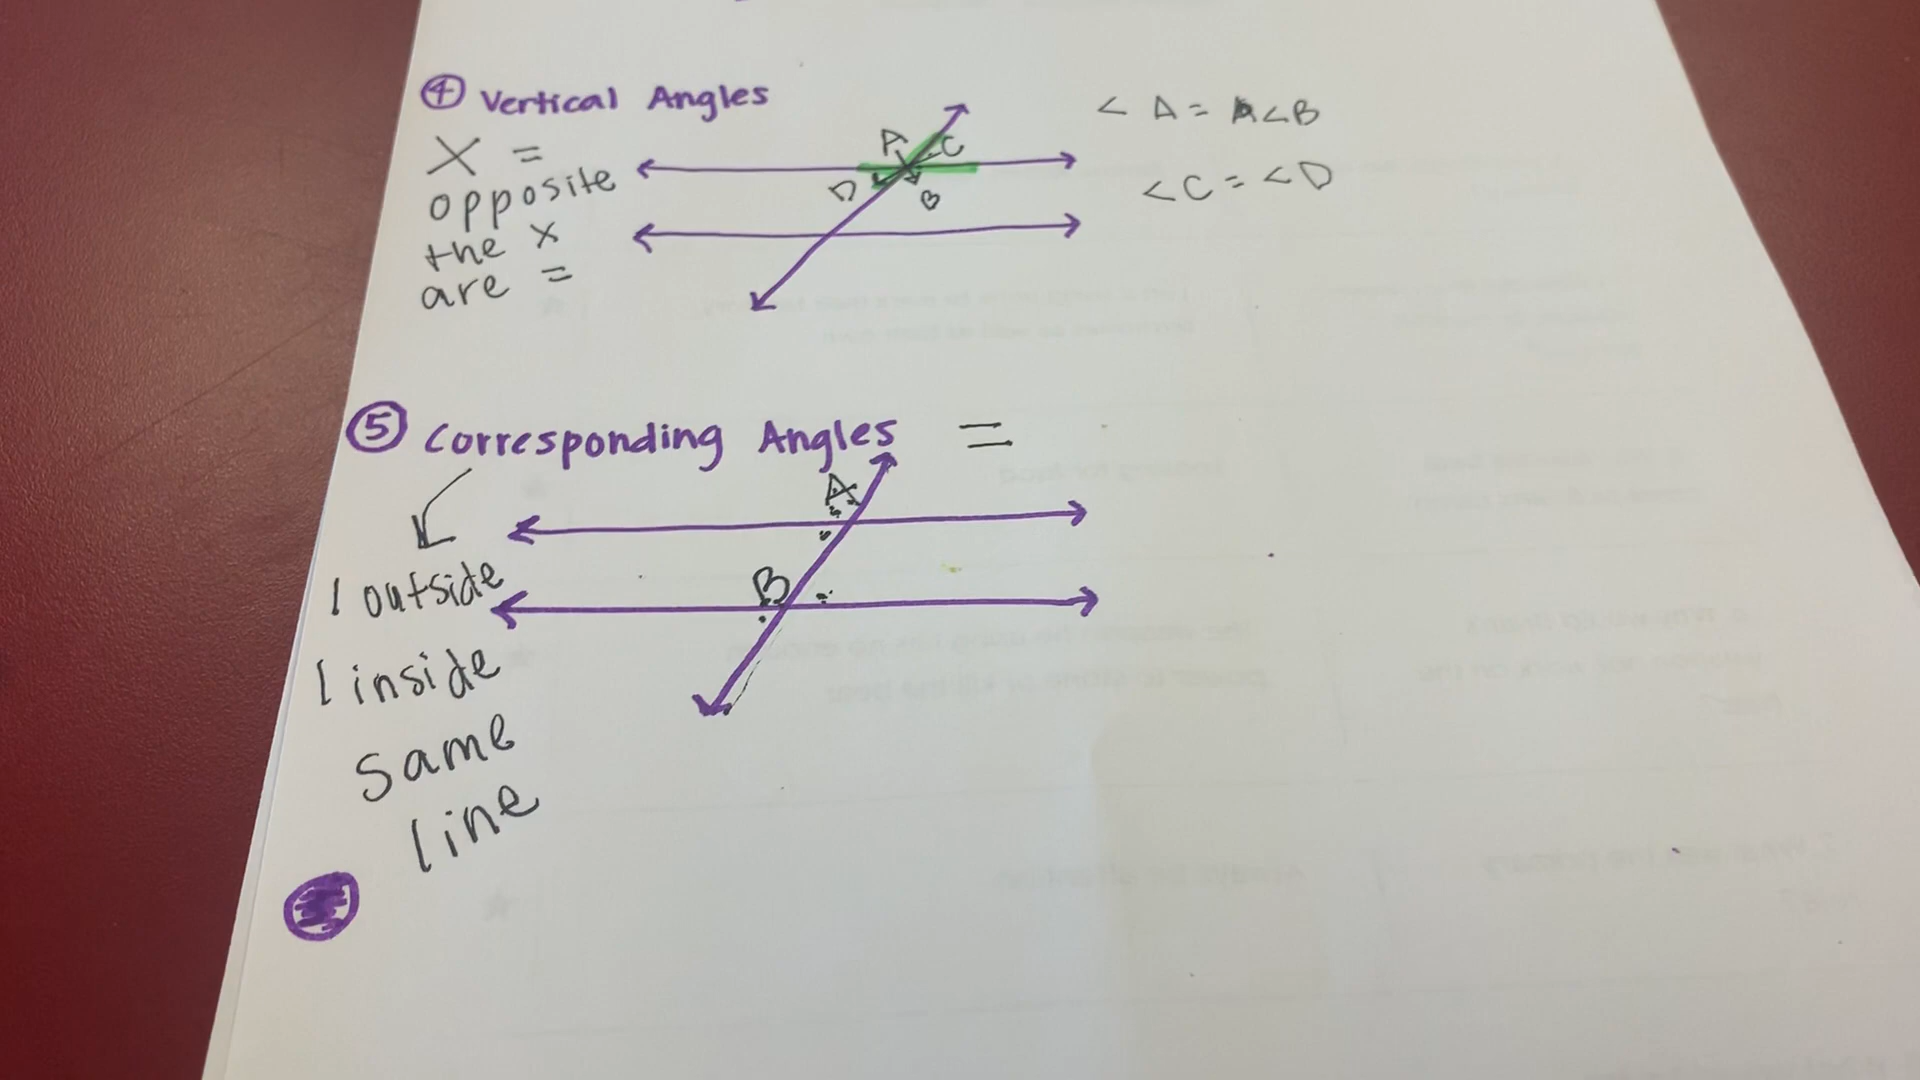 ④ Vertical Angles
X =
opposite
the x
are =
A C
D B
< A = <B
<C = <D
⑤ Corresponding Angles =
A
B
1 outside
1 inside
same
line